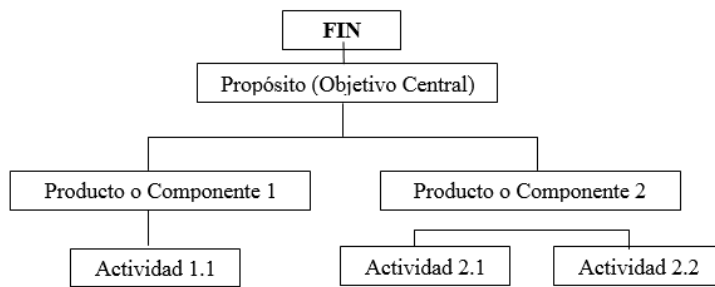 FIN
Propósito (Objetivo Central)
Producto o Componente 1
Producto o Componente 2
Actividad 1.1
Actividad 2.1
Actividad 2.2